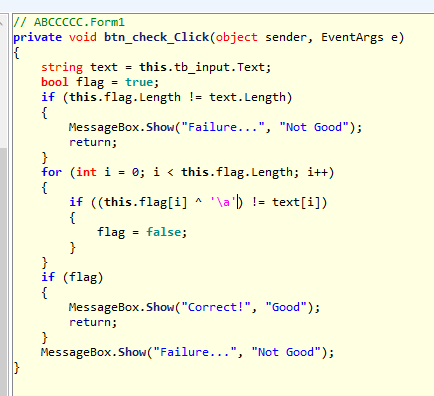 // ABCCCCC.Form1
private void btn_check_Click(object sender, EventArgs e)
{
string text = this.tb_input.Text;
bool flag = true;
if (this.flag.Length != text.Length)
{
MessageBox.Show("Failure...", "Not Good");
return;
}
for (int i = 0; i < this.flag.Length; i++)
{
if ((this.flag[i] ^ '\a') != text[i])
{
flag = false;
}
}
if (flag)
{
MessageBox.Show("Correct!", "Good");
return;
}
MessageBox.Show("Failure...", "Not Good");
}